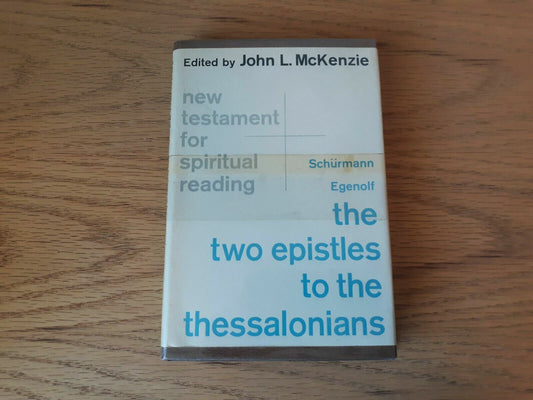 Edited by John L. McKenzie
new
testament
for
spiritual
reading
Schürmann
Egenolf
the
two epistles
to the
thessalonians